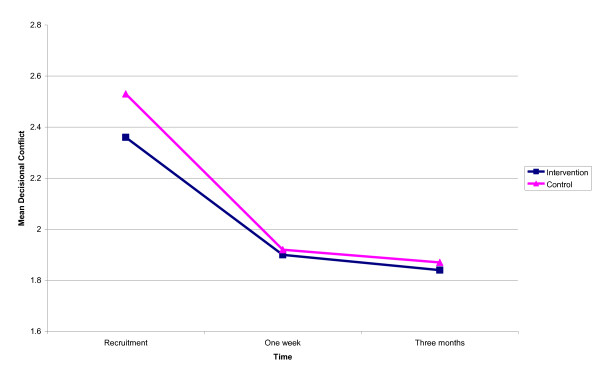 2.8
2.6
2.4
2.2
2
1.8
1.6
Mean Decisional Conflict
Recruitment
One week
Three months
Time
Intervention
Control